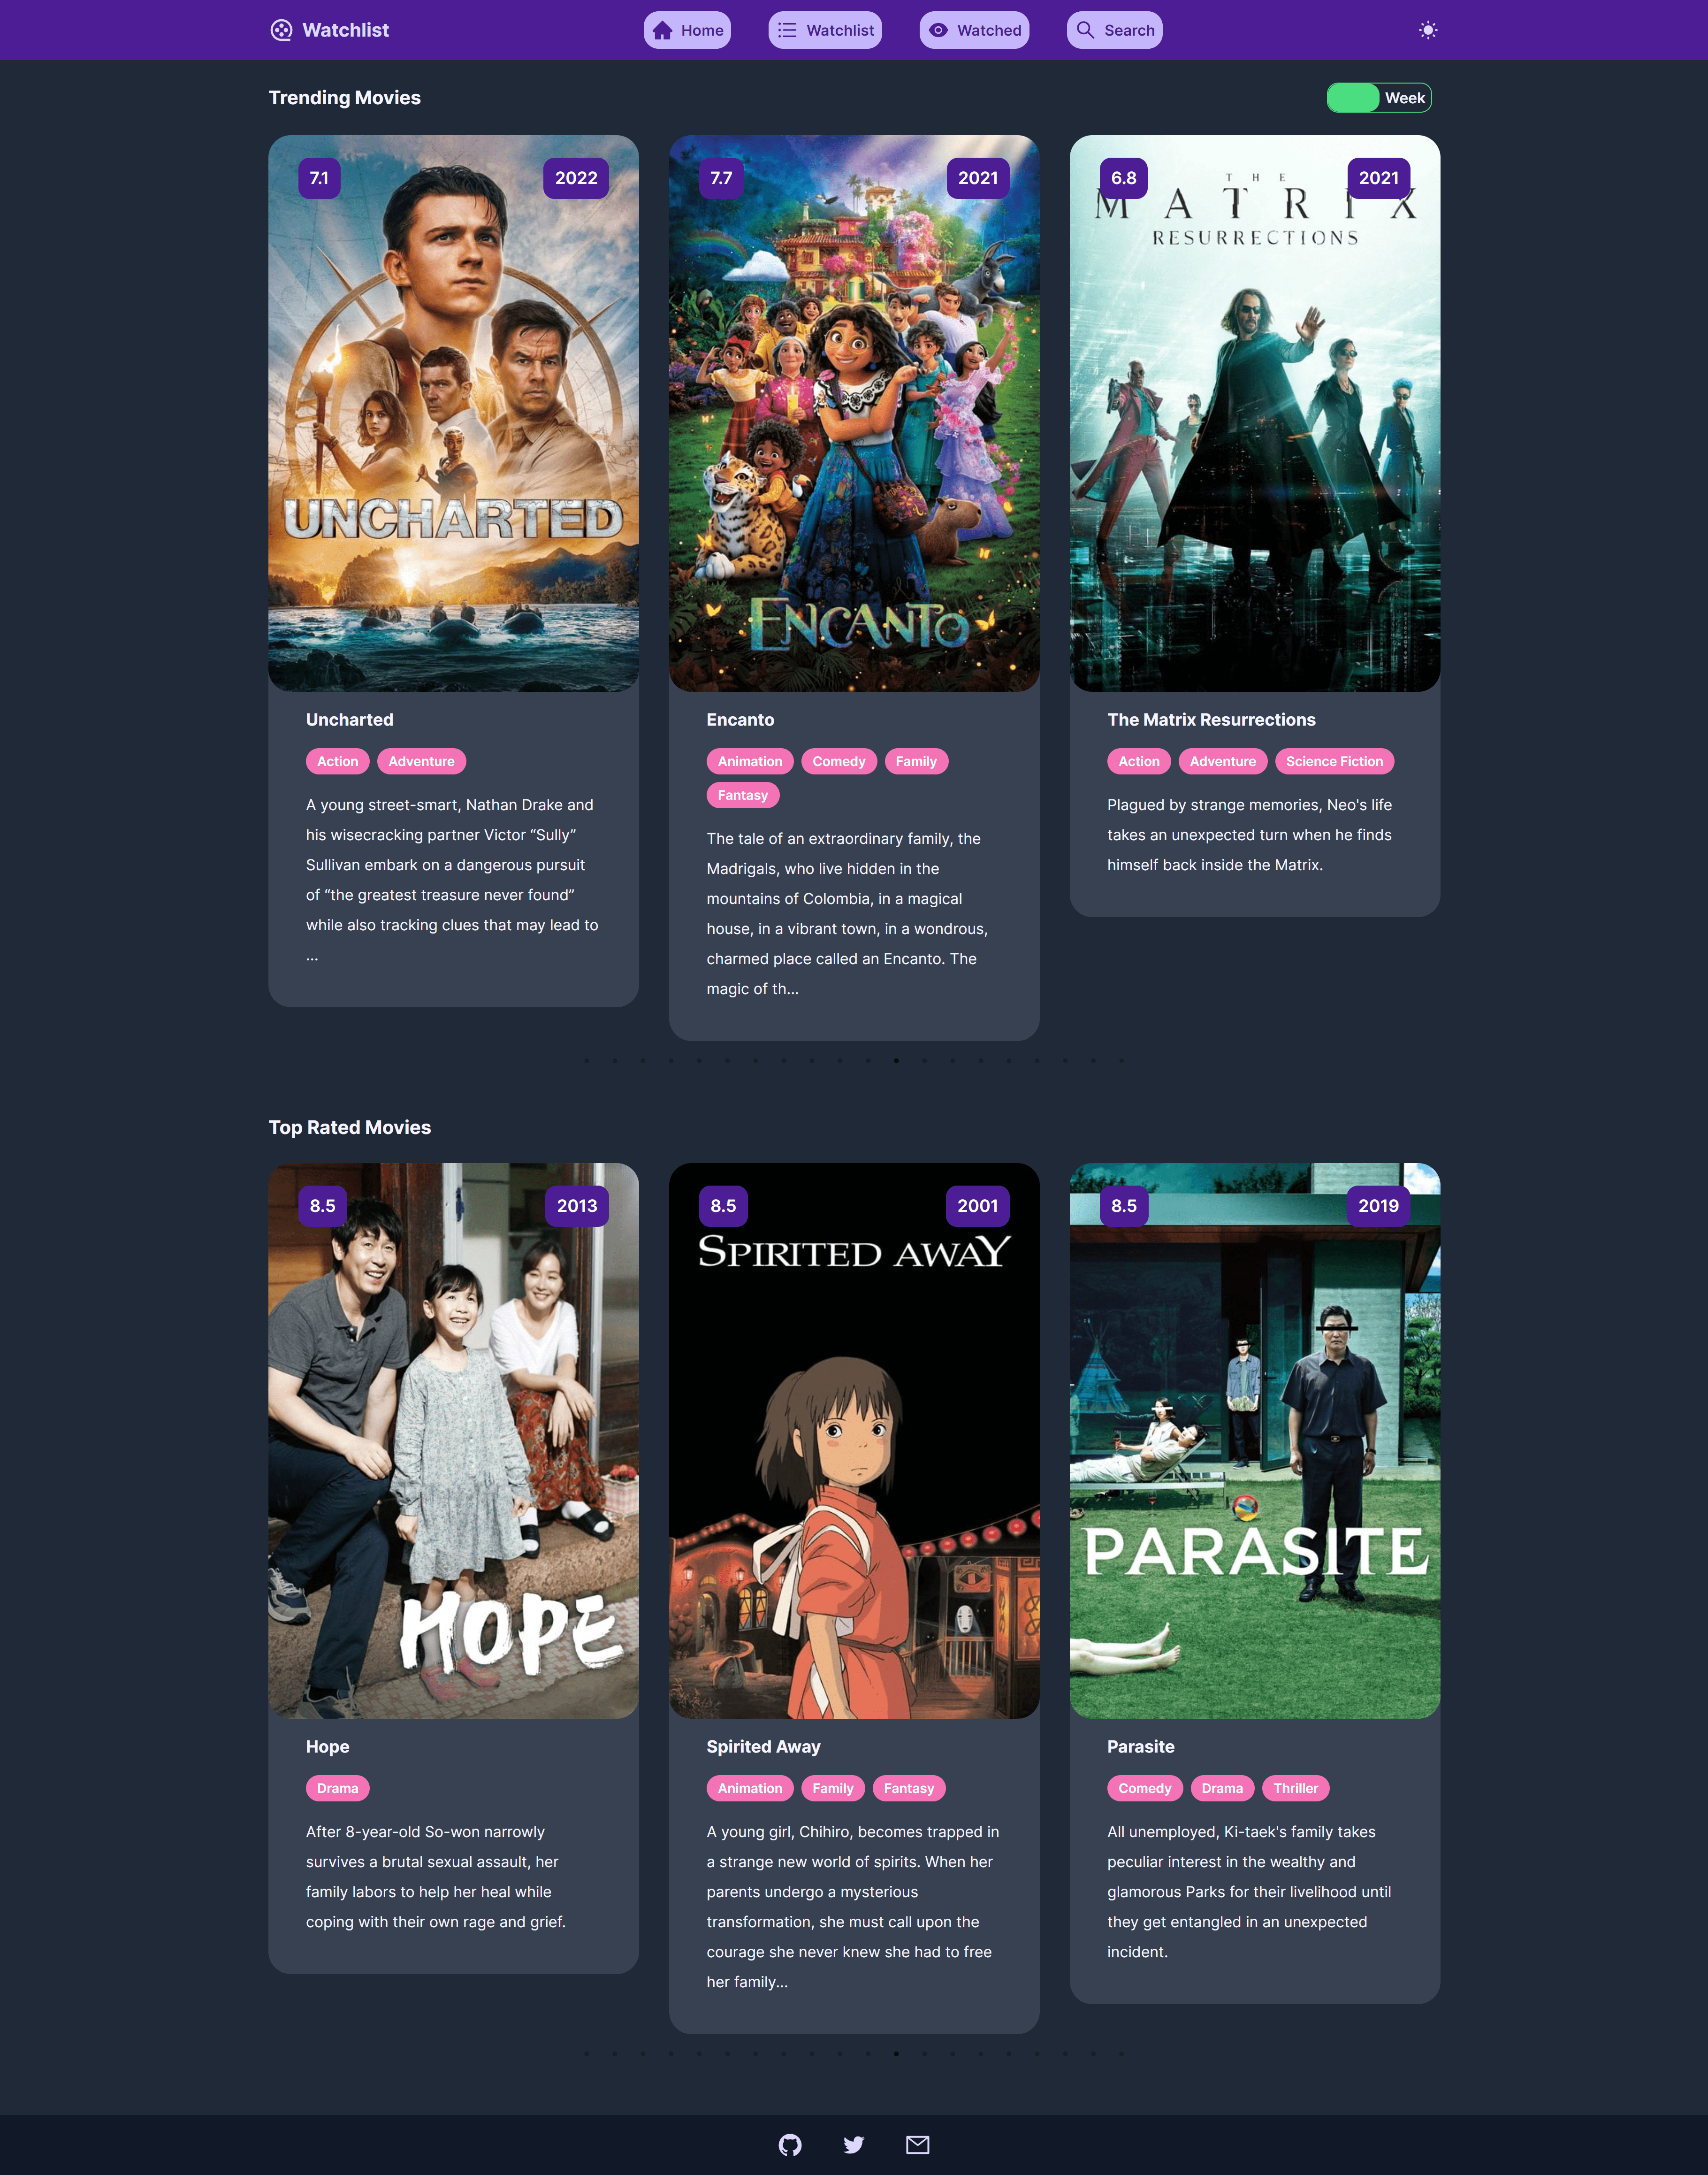 Watchlist
Home
Watchlist
Watched
Search
Trending Movies
Week
7.1
2022
UNCHARTED
Uncharted
Action
Adventure
A young street-smart, Nathan Drake and
his wisecracking partner Victor “Sully”
Sullivan embark on a dangerous pursuit
of “the greatest treasure never found”
while also tracking clues that may lead to
...
7.7
2021
ENCANTO
Encanto
Animation
Comedy
Family
Fantasy
The tale of an extraordinary family, the
Madrigals, who live hidden in the
mountains of Colombia, in a magical
house, in a vibrant town, in a wondrous,
charmed place called an Encanto. The
magic of th...
6.8
2021
THE
MATRIX
RESURRECTIONS
The Matrix Resurrections
Action
Adventure
Science Fiction
Plagued by strange memories, Neo's life
takes an unexpected turn when he finds
himself back inside the Matrix.
Top Rated Movies
8.5
2013
HOPE
Hope
Drama
After 8-year-old So-won narrowly
survives a brutal sexual assault, her
family labors to help her heal while
coping with their own rage and grief.
8.5
2001
SPIRITED AWAY
Spirited Away
Animation
Family
Fantasy
A young girl, Chihiro, becomes trapped in
a strange new world of spirits. When her
parents undergo a mysterious
transformation, she must call upon the
courage she never knew she had to free
her family...
8.5
2019
PARASITE
Parasite
Comedy
Drama
Thriller
All unemployed, Ki-taek's family takes
peculiar interest in the wealthy and
glamorous Parks for their livelihood until
they get entangled in an unexpected
incident.